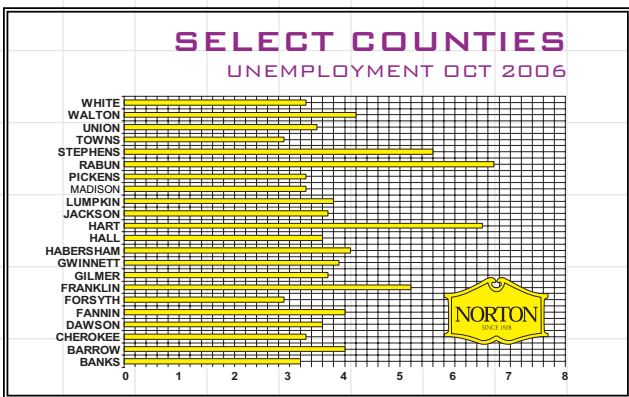 SELECT COUNTIES
UNEMPLOYMENT OCT 2006
WHITE
WALTON
UNION
TOWNS
STEPHENS
RABUN
PICKENS
MADISON
LUMPKIN
JACKSON
HART
HALL
HABERSHAM
GWINNETT
GILMER
FRANKLIN
FORSYTH
FANNIN
DAWSON
CHEROKEE
BARROW
BANKS
NORTON
SINCE 1928
0 1 2 3 4 5 6 7 8